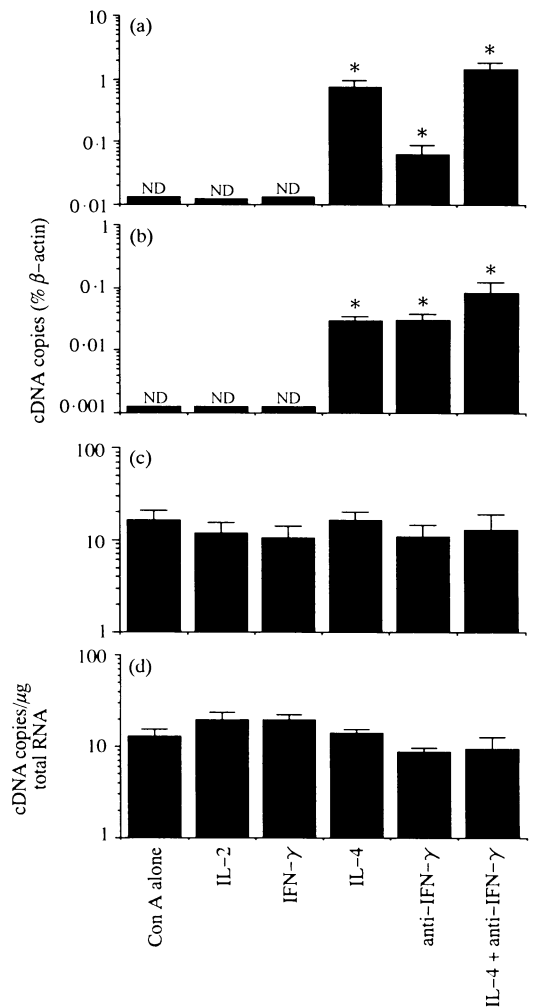 10
(a)
*
*
*
1
0·1
ND
ND
ND
0·01
1
(b)
*
*
*
0·1
0·01
ND
ND
ND
0·001
cDNA copies (% β–actin)
100
(c)
10
1
100
(d)
10
1
cDNA copies/μg
total RNA
Con A alone
IL–2
IFN–γ
IL–4
anti–IFN–γ
IL–4 + anti–IFN–γ